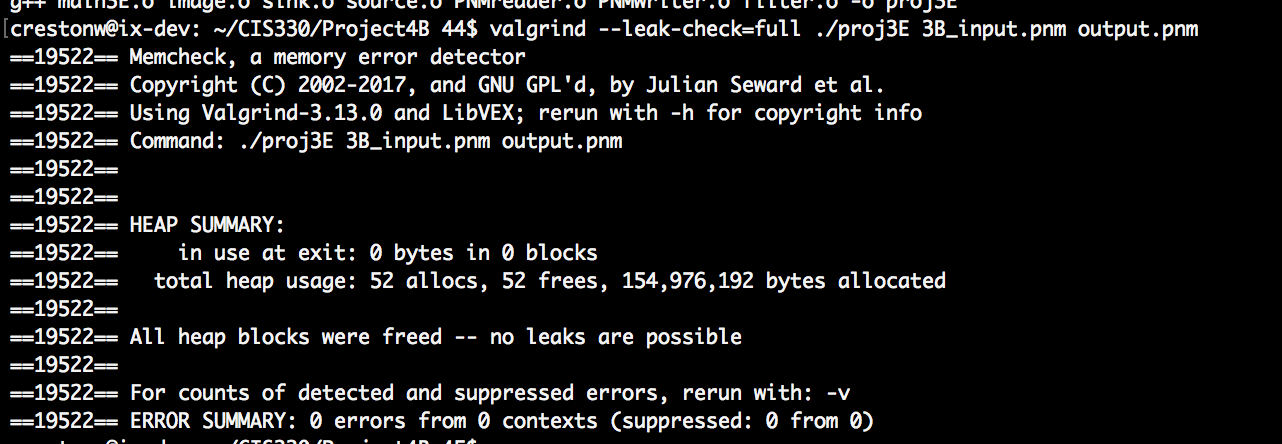 g++ main3E.o image.o sink.o source.o PNMreader.o PNMwriter.o filter.o -o proj3E
[crestonw@ix-dev: ~/CIS330/Project4B 44$ valgrind --leak-check=full ./proj3E 3B_input.pnm output.pnm
==19522== Memcheck, a memory error detector
==19522== Copyright (C) 2002-2017, and GNU GPL'd, by Julian Seward et al.
==19522== Using Valgrind-3.13.0 and LibVEX; rerun with -h for copyright info
==19522== Command: ./proj3E 3B_input.pnm output.pnm
==19522==
==19522==
==19522== HEAP SUMMARY:
==19522==     in use at exit: 0 bytes in 0 blocks
==19522==   total heap usage: 52 allocs, 52 frees, 154,976,192 bytes allocated
==19522==
==19522== All heap blocks were freed -- no leaks are possible
==19522==
==19522== For counts of detected and suppressed errors, rerun with: -v
==19522== ERROR SUMMARY: 0 errors from 0 contexts (suppressed: 0 from 0)
crestonw@ix-dev: ~/CIS330/Project4B 45$